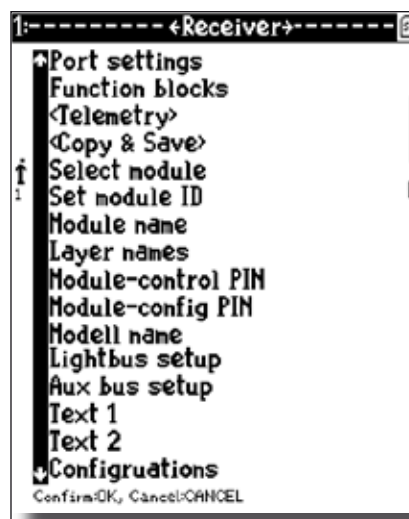 1:--------- ←Receiver→-------
Port settings
Function blocks
<Telemetry>
<Copy & Save>
Select module
1
Set module ID
Module name
Layer names
Module-control PIN
Module-config PIN
Modell name
Lightbus setup
Aux bus setup
Text 1
Text 2
Configruations
Confirm:OK, Cancel:CANCEL